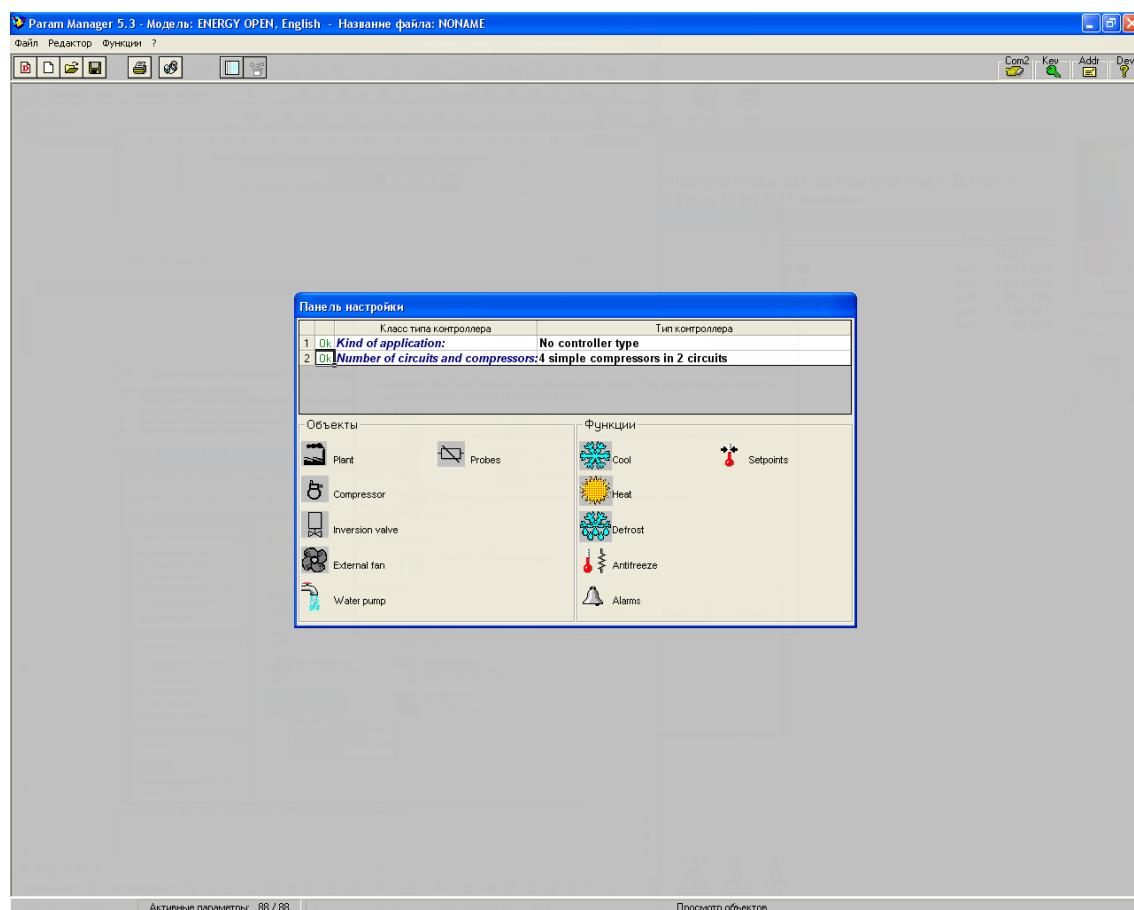 Param Manager 5.3 - Модель: ENERGY OPEN, English - Название файла: NONAME
Файл Редактор Функции ?
Com2 Key Addr Dev
Панель настройки
Класс типа контроллера Тип контроллера
1 Ok Kind of application: No controller type
2 Ok Number of circuits and compressors: 4 simple compressors in 2 circuits
Объекты Функции
Plant Probes Cool Setpoints
Compressor Heat
Inversion valve Defrost
External fan Antifreeze
Water pump Alarms
Активные параметры: 88 / 88 Просмотр объектов